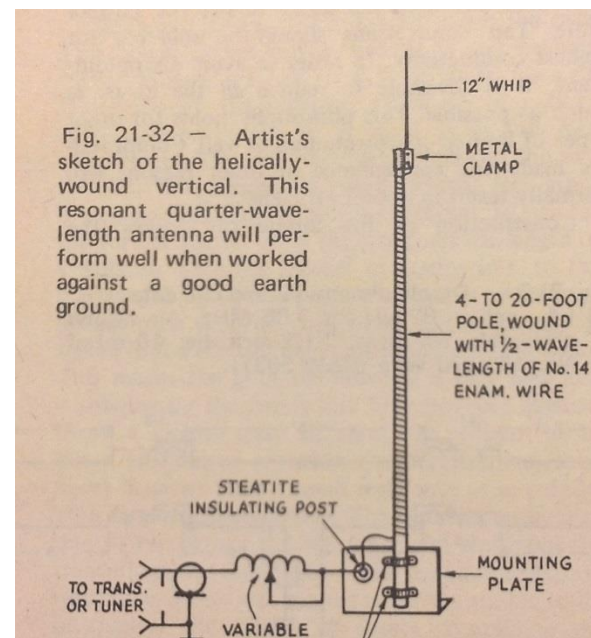 Fig. 21-32 — Artist's
sketch of the helically-
wound vertical. This
resonant quarter-wave-
length antenna will per-
form well when worked
against a good earth
ground.
12" WHIP
METAL
CLAMP
4-TO 20-FOOT
POLE, WOUND
WITH 1/2-WAVE-
LENGTH OF No. 14
ENAM. WIRE
STEATITE
INSULATING POST
MOUNTING
PLATE
TO TRANS.
OR TUNER
VARIABLE